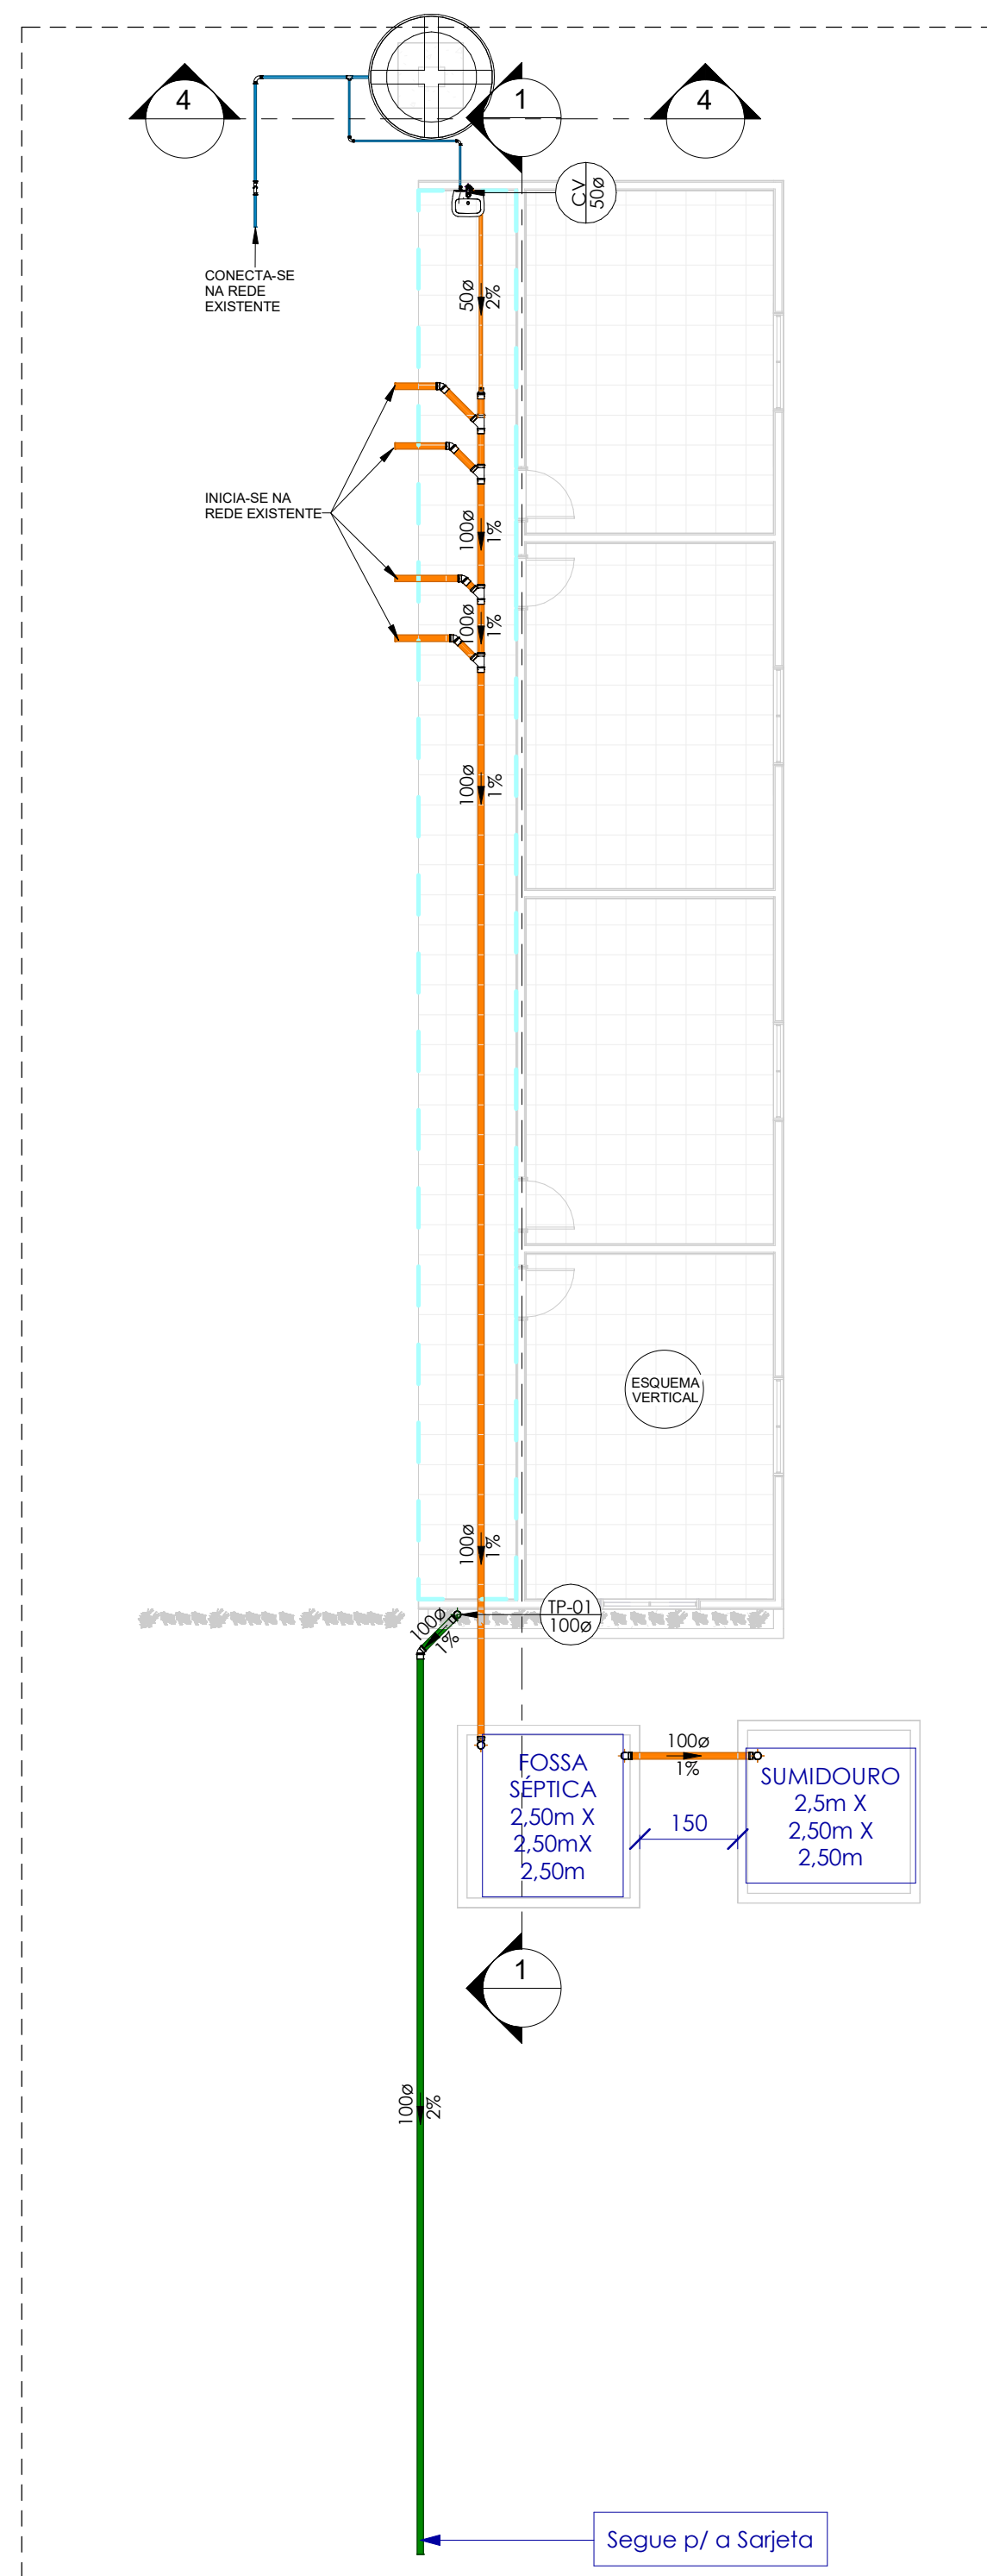 4
1
4
CV
50ø
CONECTA-SE
NA REDE
EXISTENTE
50ø
2%
INICIA-SE NA
REDE EXISTENTE
100ø
1%
100ø
1%
100ø
1%
ESQUEMA
VERTICAL
100ø
1%
TP-01
100ø
100ø
1%
FOSSA
SÉPTICA
2,50m X
2,50mX
2,50m
100ø
1%
150
SUMIDOURO
2,5m X
2,50m X
2,50m
1
100ø
2%
Segue p/ a Sarjeta